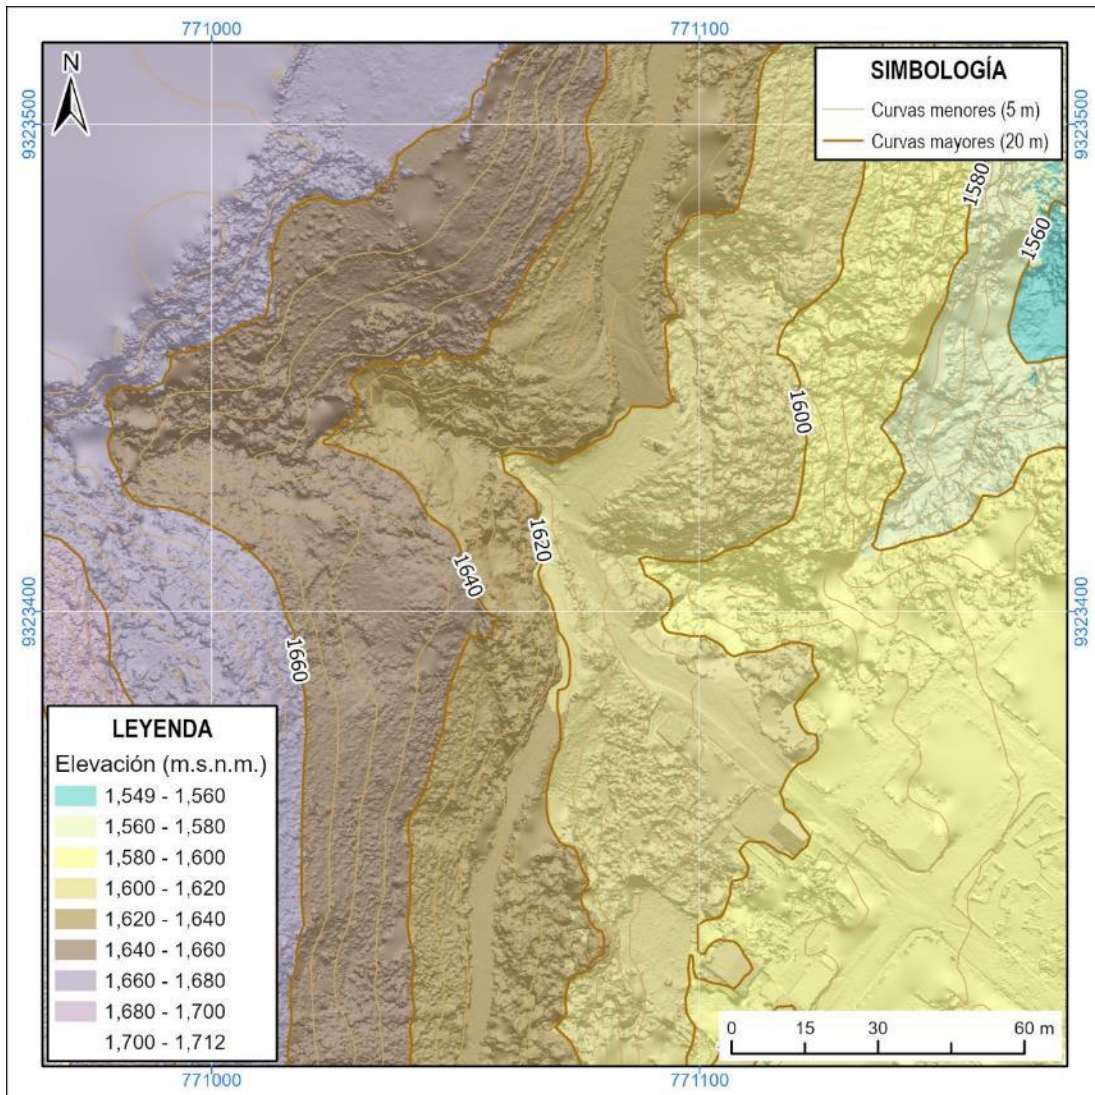 771000
771100
N
9323500
9323500
SIMBOLOGÍA
Curvas menores (5 m)
Curvas mayores (20 m)
1580
1560
1600
1620
1640
9323400
9323400
1660
LEYENDA
Elevación (m.s.n.m.)
1,549 - 1,560
1,560 - 1,580
1,580 - 1,600
1,600 - 1,620
1,620 - 1,640
1,640 - 1,660
1,660 - 1,680
1,680 - 1,700
1,700 - 1,712
0 15 30 60 m
771000
771100